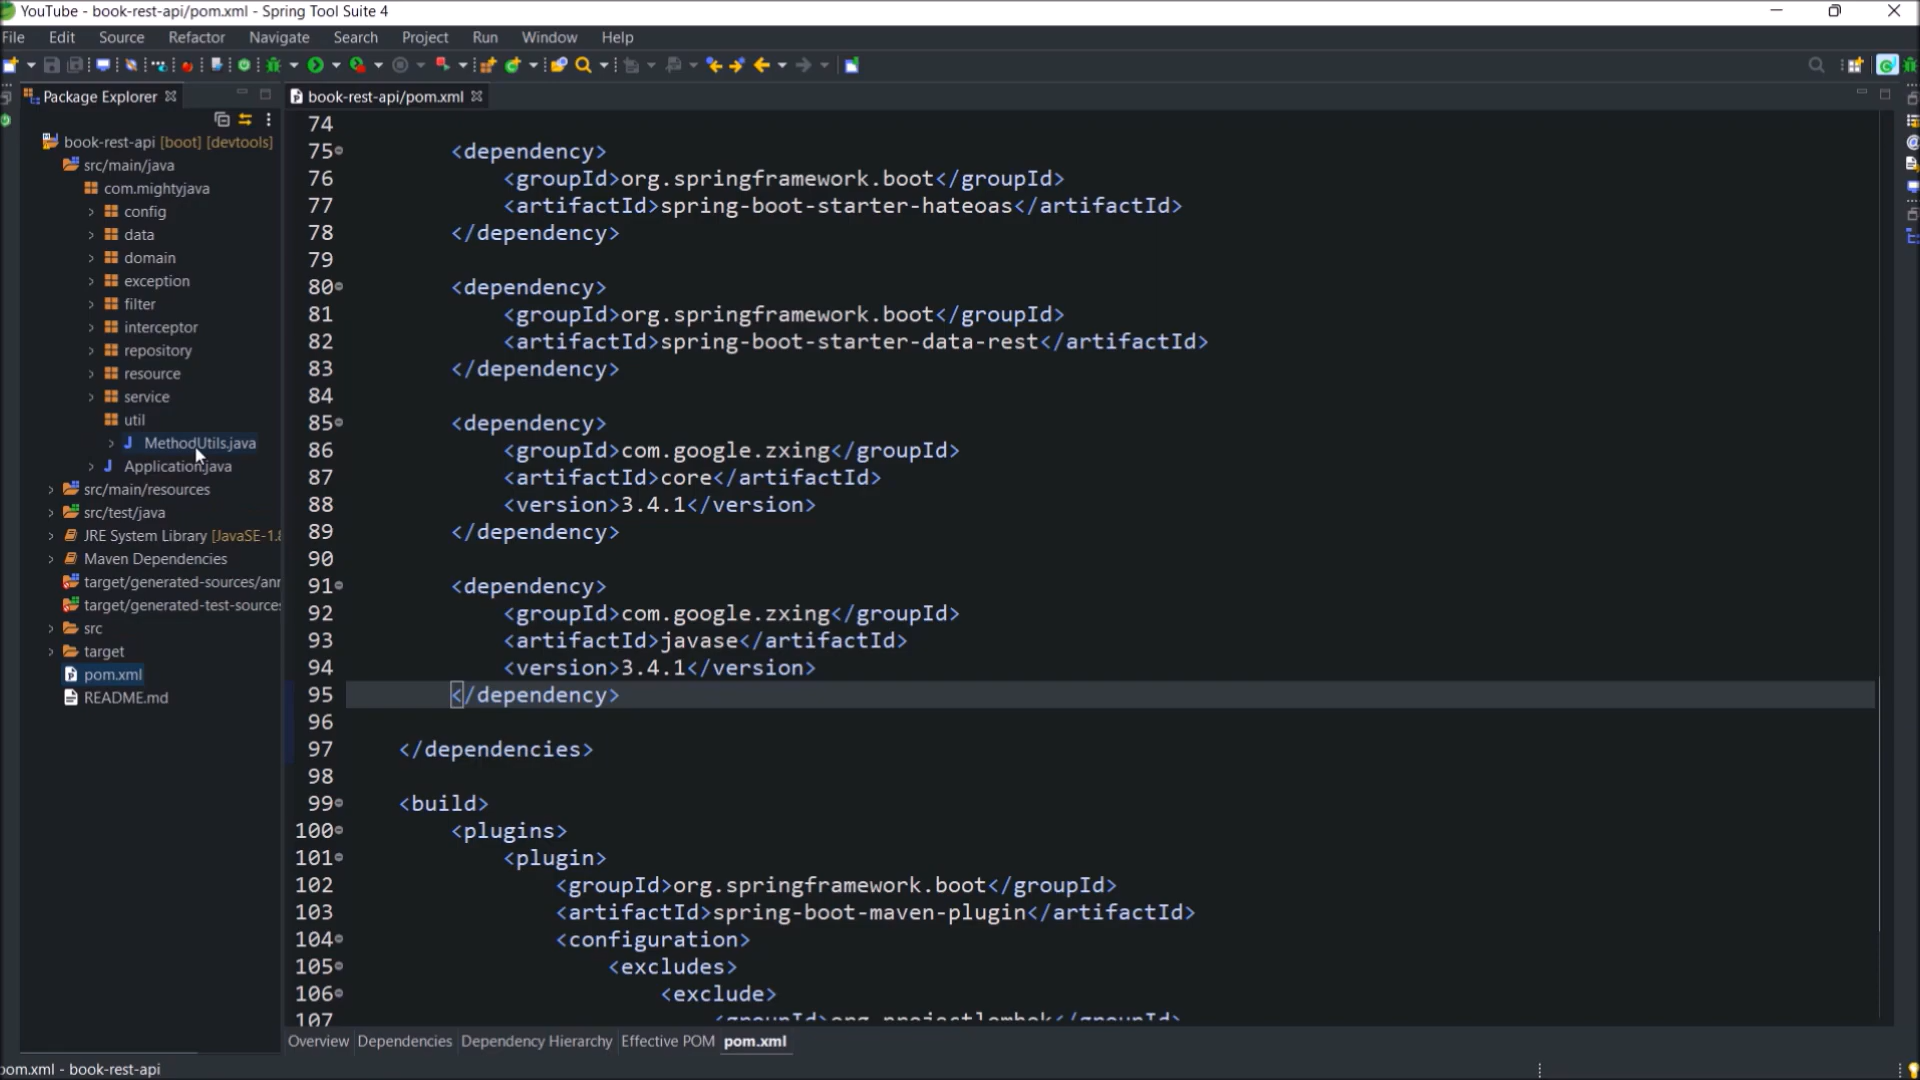 YouTube - book-rest-api/pom.xml - Spring Tool Suite 4
File Edit Source Refactor Navigate Search Project Run Window Help
Package Explorer
book-rest-api/pom.xml
book-rest-api [boot] [devtools]
src/main/java
com.mightyjava
config
data
domain
exception
filter
interceptor
repository
resource
service
util
MethodUtils.java
Application.java
src/main/resources
src/test/java
JRE System Library [JavaSE-1.8
Maven Dependencies
target/generated-sources/ann
target/generated-test-sources
src
target
pom.xml
README.md
74
75 <dependency>
76 <groupId>org.springframework.boot</groupId>
77 <artifactId>spring-boot-starter-hateoas</artifactId>
78 </dependency>
79
80 <dependency>
81 <groupId>org.springframework.boot</groupId>
82 <artifactId>spring-boot-starter-data-rest</artifactId>
83 </dependency>
84
85 <dependency>
86 <groupId>com.google.zxing</groupId>
87 <artifactId>core</artifactId>
88 <version>3.4.1</version>
89 </dependency>
90
91 <dependency>
92 <groupId>com.google.zxing</groupId>
93 <artifactId>javase</artifactId>
94 <version>3.4.1</version>
95 </dependency>
96
97 </dependencies>
98
99 <build>
100 <plugins>
101 <plugin>
102 <groupId>org.springframework.boot</groupId>
103 <artifactId>spring-boot-maven-plugin</artifactId>
104 <configuration>
105 <excludes>
106 <exclude>
107 <groupId>org.projectlombok</groupId>
Overview Dependencies Dependency Hierarchy Effective POM pom.xml
pom.xml - book-rest-api